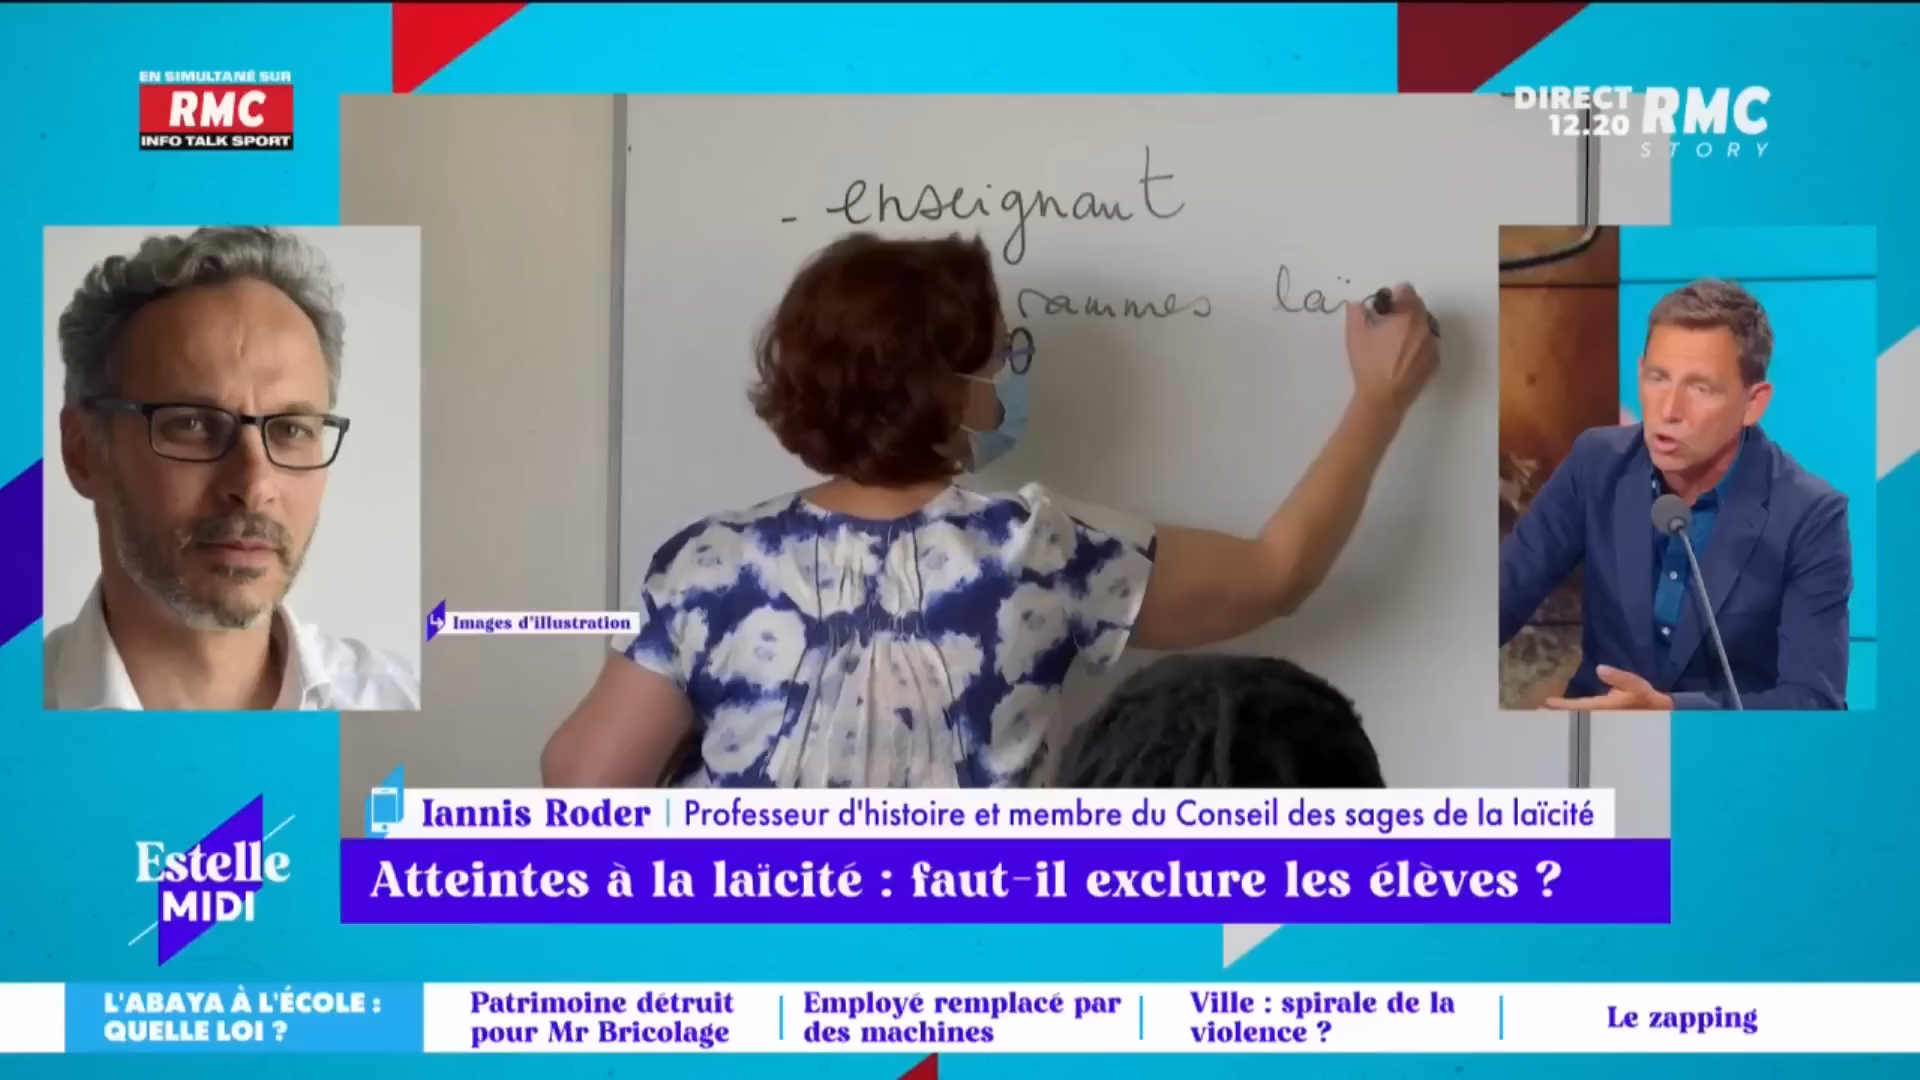 EN SIMULTANÉ SUR
RMC
INFO TALK SPORT
DIRECT
12.20
RMC
STORY
- enseignant
rammes laï
Images d'illustration
Iannis Roder | Professeur d'histoire et membre du Conseil des sages de la laïcité
Atteintes à la laïcité : faut-il exclure les élèves ?
Estelle
MIDI
L'ABAYA À L'ÉCOLE :
QUELLE LOI ?
Patrimoine détruit
pour Mr Bricolage
Employé remplacé par
des machines
Ville : spirale de la
violence ?
Le zapping